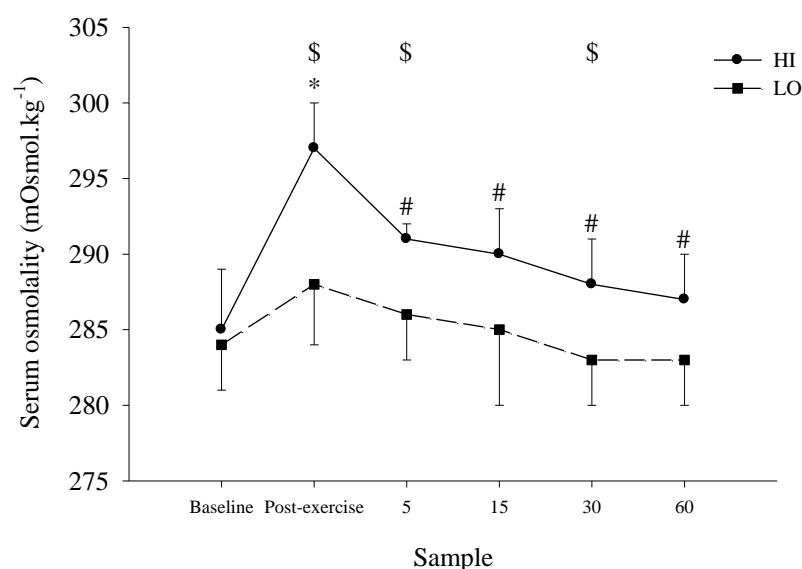 305
300
295
290
285
280
275
Serum osmolality (mOsmol.kg⁻¹)
$ $ $
*
# # # #
HI
LO
Baseline Post-exercise 5 15 30 60
Sample